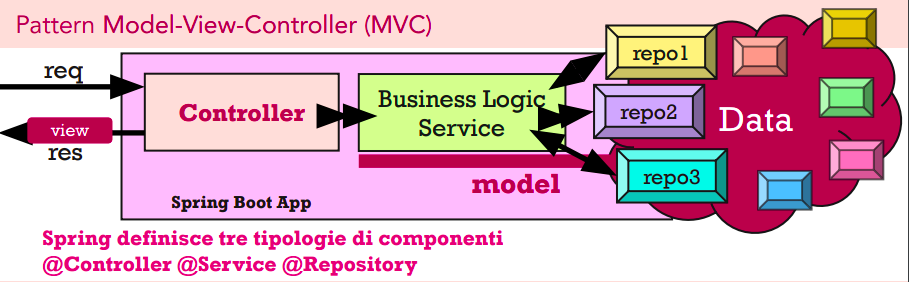 Pattern Model-View-Controller (MVC)
req
view
res
Controller
Business Logic
Service
repo1
repo2
repo3
Data
model
Spring Boot App
Spring definisce tre tipologie di componenti
@Controller @Service @Repository